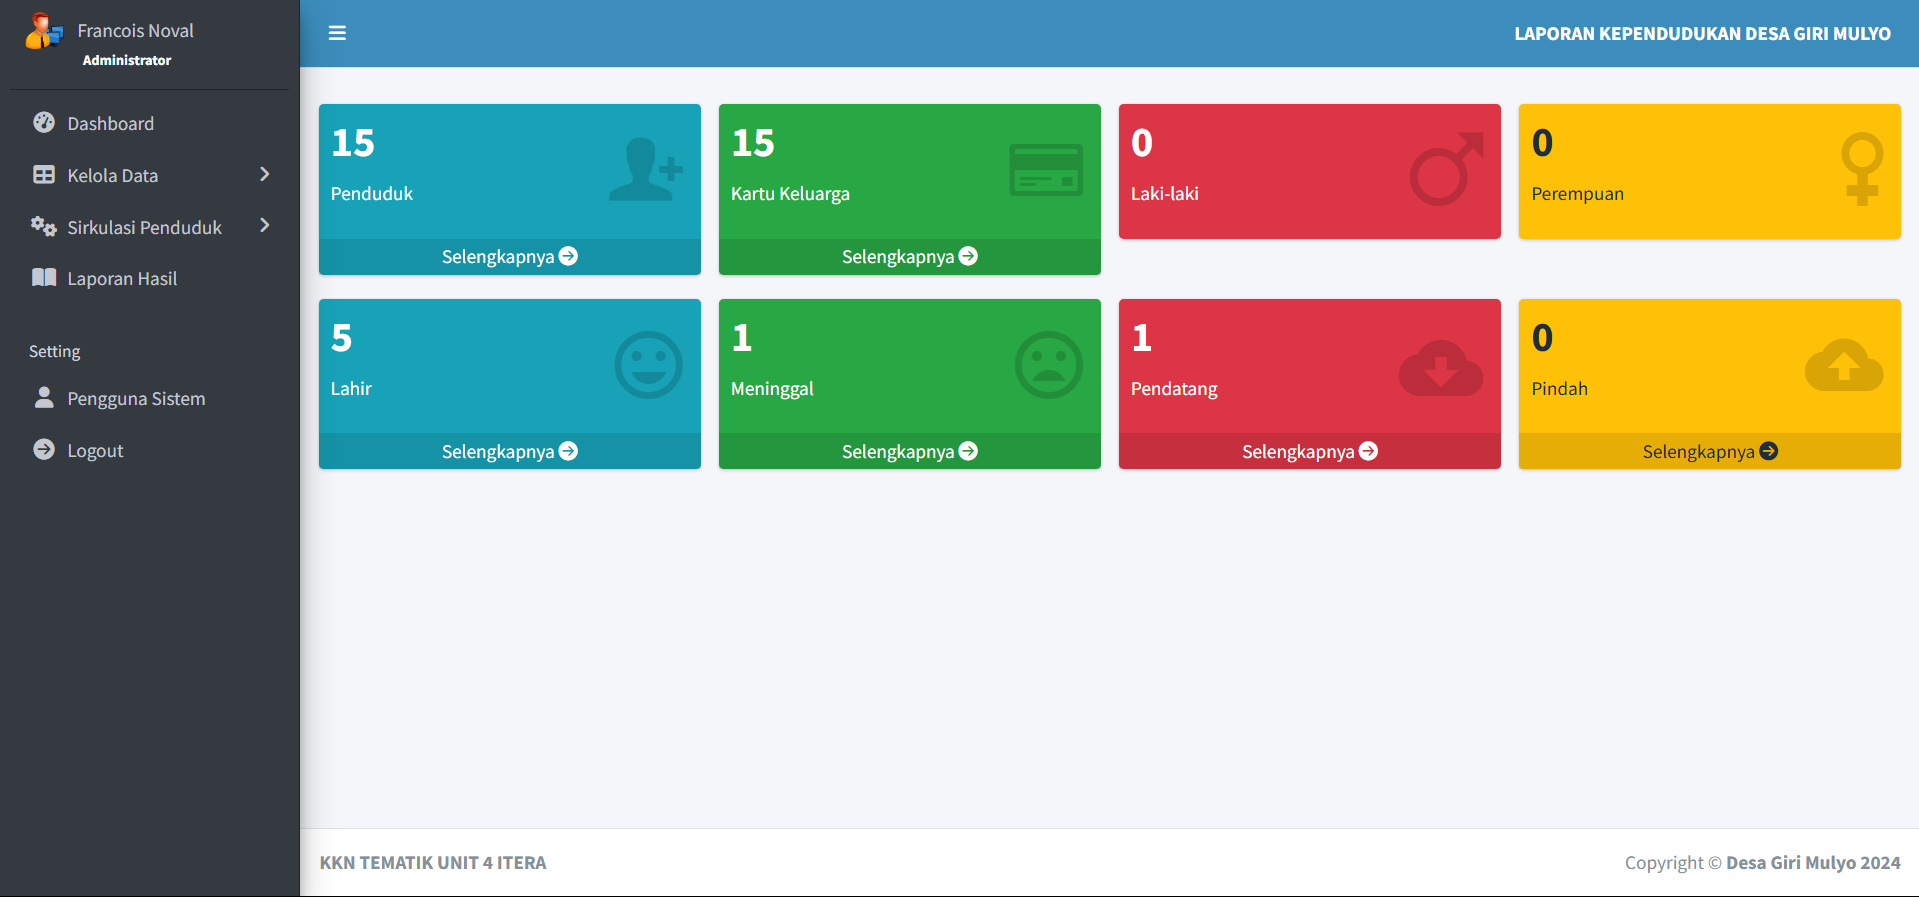 Francois Noval
Administrator
Dashboard
Kelola Data
Sirkulasi Penduduk
Laporan Hasil
Setting
Pengguna Sistem
Logout
LAPORAN KEPENDUDUKAN DESA GIRI MULYO
15
Penduduk
Selengkapnya
15
Kartu Keluarga
Selengkapnya
0
Laki-laki
0
Perempuan
5
Lahir
Selengkapnya
1
Meninggal
Selengkapnya
1
Pendatang
Selengkapnya
0
Pindah
Selengkapnya
KKN TEMATIK UNIT 4 ITERA
Copyright © Desa Giri Mulyo 2024